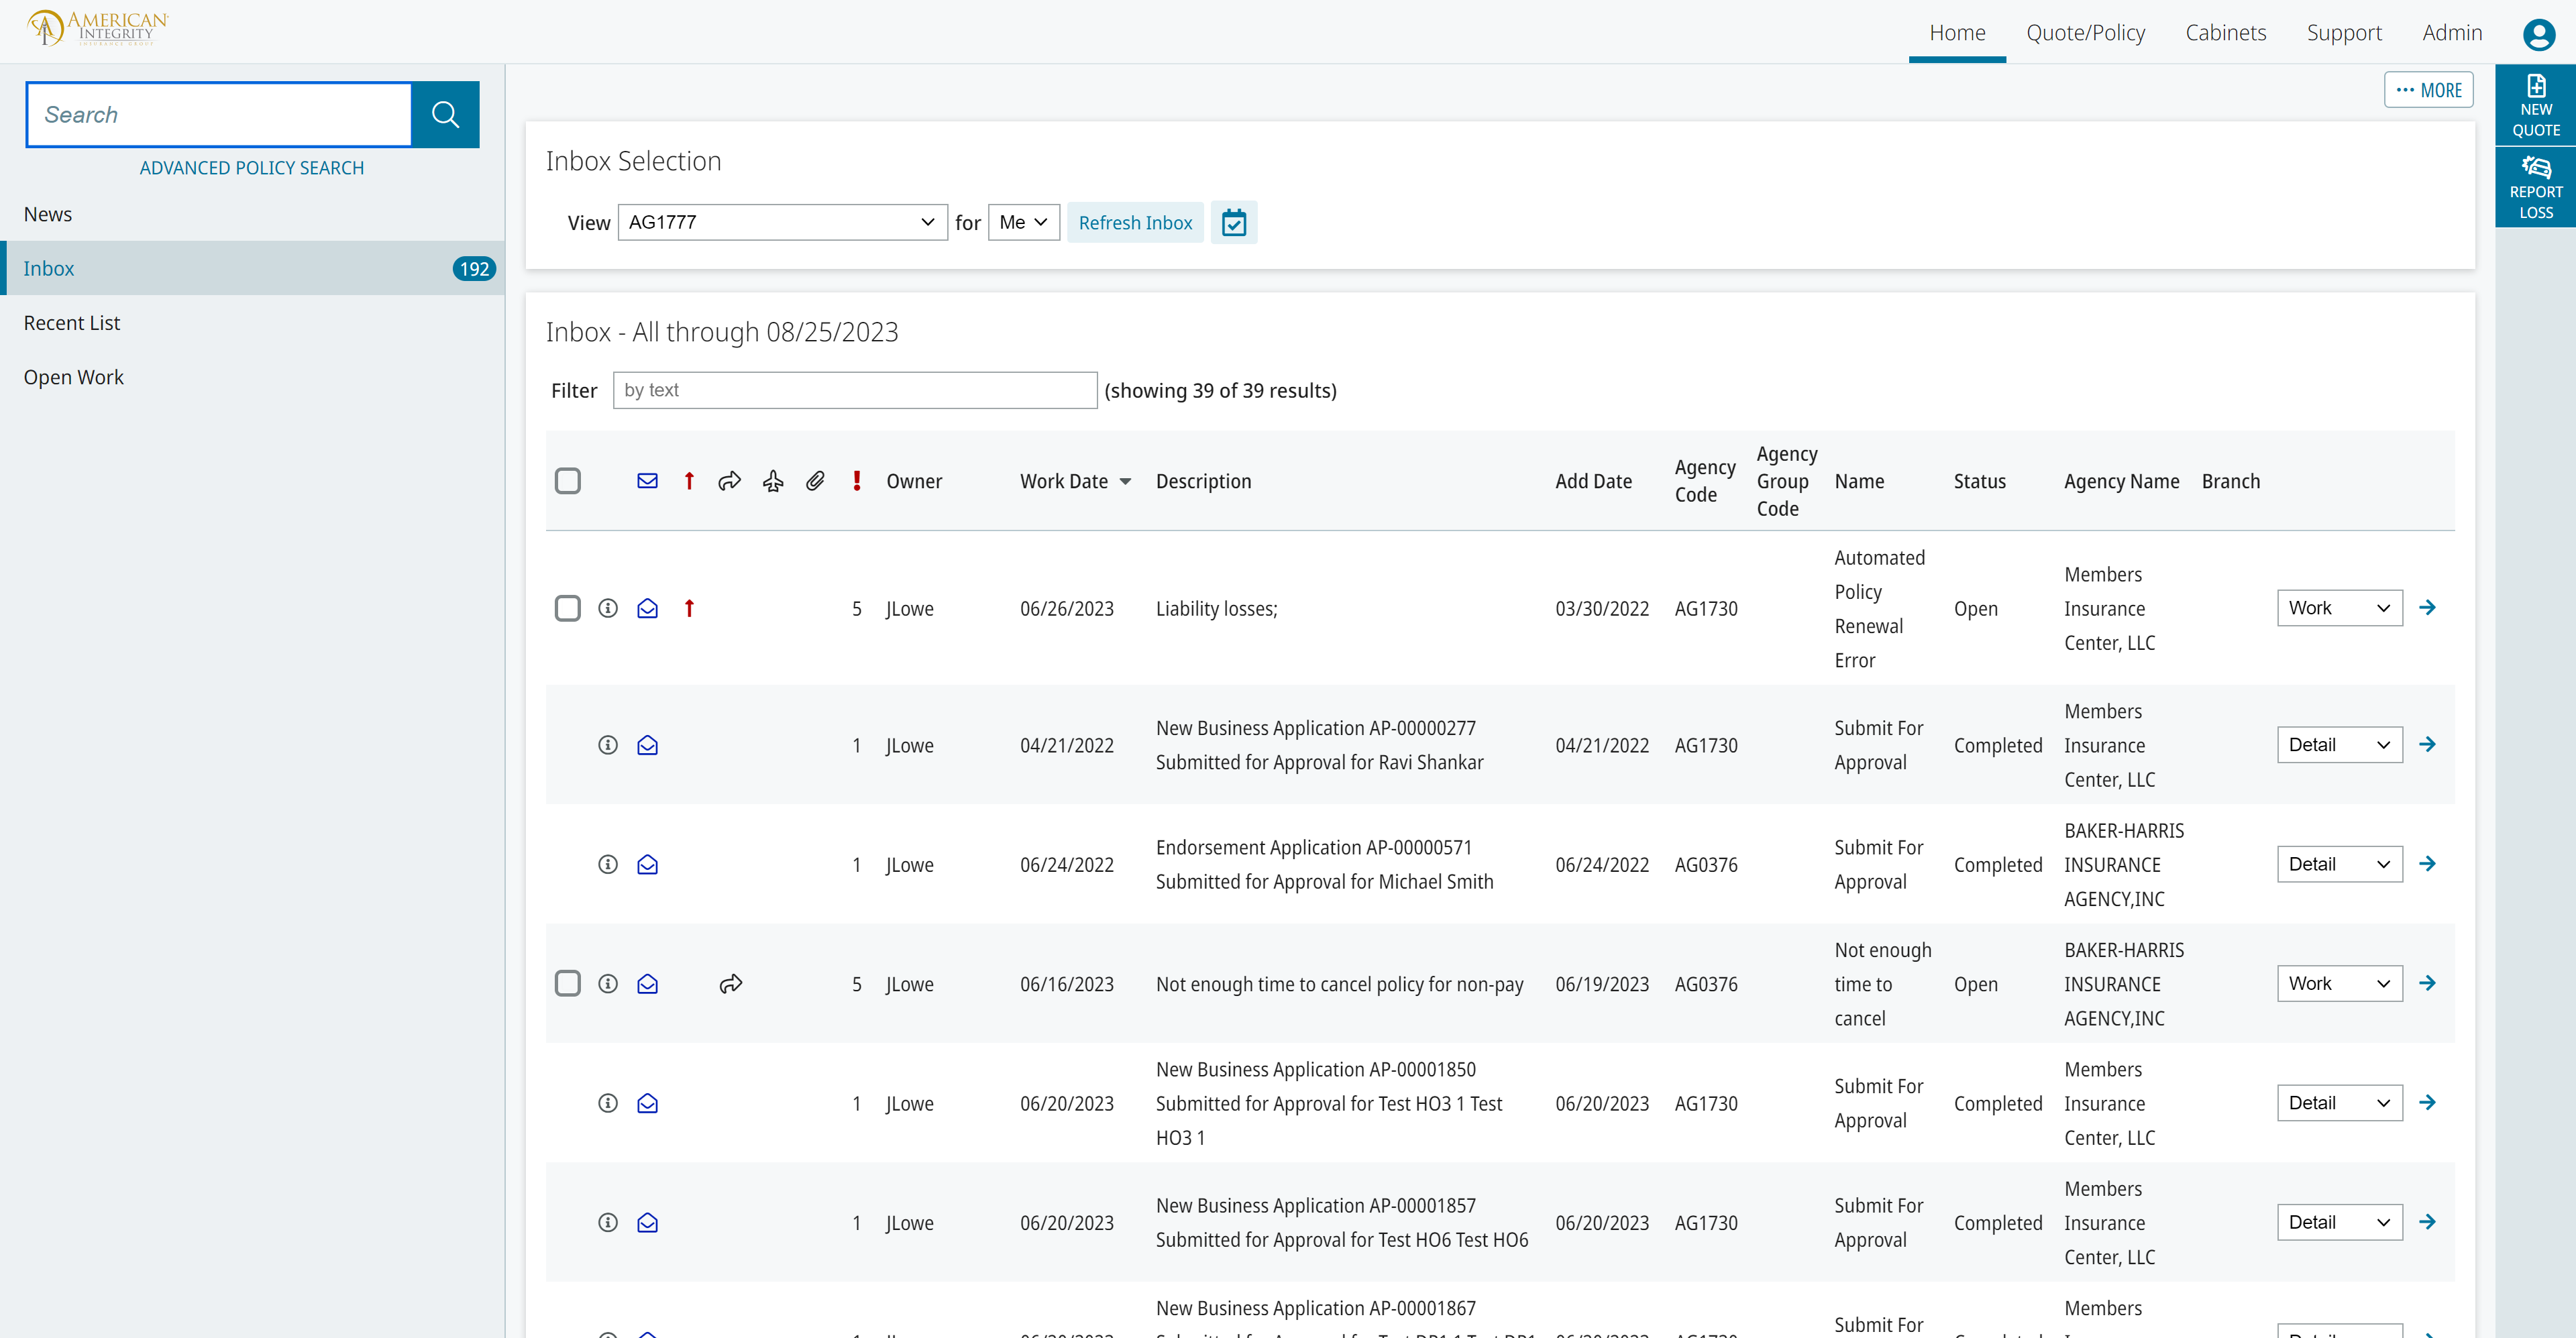 AMERICAN
INTEGRITY
INSURANCE GROUP
Home
Quote/Policy
Cabinets
Support
Admin
Search
ADVANCED POLICY SEARCH
News
Inbox
192
Recent List
Open Work
··· MORE
NEW
QUOTE
REPORT
LOSS
Inbox Selection
View AG1777 for Me Refresh Inbox
Inbox - All through 08/25/2023
Filter by text (showing 39 of 39 results)
Owner Work Date Description Add Date Agency Code Agency Group Code Name Status Agency Name Branch
5 JLowe 06/26/2023 Liability losses; 03/30/2022 AG1730 Automated Policy Renewal Error Open Members Insurance Center, LLC Work
1 JLowe 04/21/2022 New Business Application AP-00000277 Submitted for Approval for Ravi Shankar 04/21/2022 AG1730 Submit For Approval Completed Members Insurance Center, LLC Detail
1 JLowe 06/24/2022 Endorsement Application AP-00000571 Submitted for Approval for Michael Smith 06/24/2022 AG0376 Submit For Approval Completed BAKER-HARRIS INSURANCE AGENCY,INC Detail
5 JLowe 06/16/2023 Not enough time to cancel policy for non-pay 06/19/2023 AG0376 Not enough time to cancel Open BAKER-HARRIS INSURANCE AGENCY,INC Work
1 JLowe 06/20/2023 New Business Application AP-00001850 Submitted for Approval for Test HO3 1 Test HO3 1 06/20/2023 AG1730 Submit For Approval Completed Members Insurance Center, LLC Detail
1 JLowe 06/20/2023 New Business Application AP-00001857 Submitted for Approval for Test HO6 Test HO6 06/20/2023 AG1730 Submit For Approval Completed Members Insurance Center, LLC Detail
New Business Application AP-00001867 Submit For Members